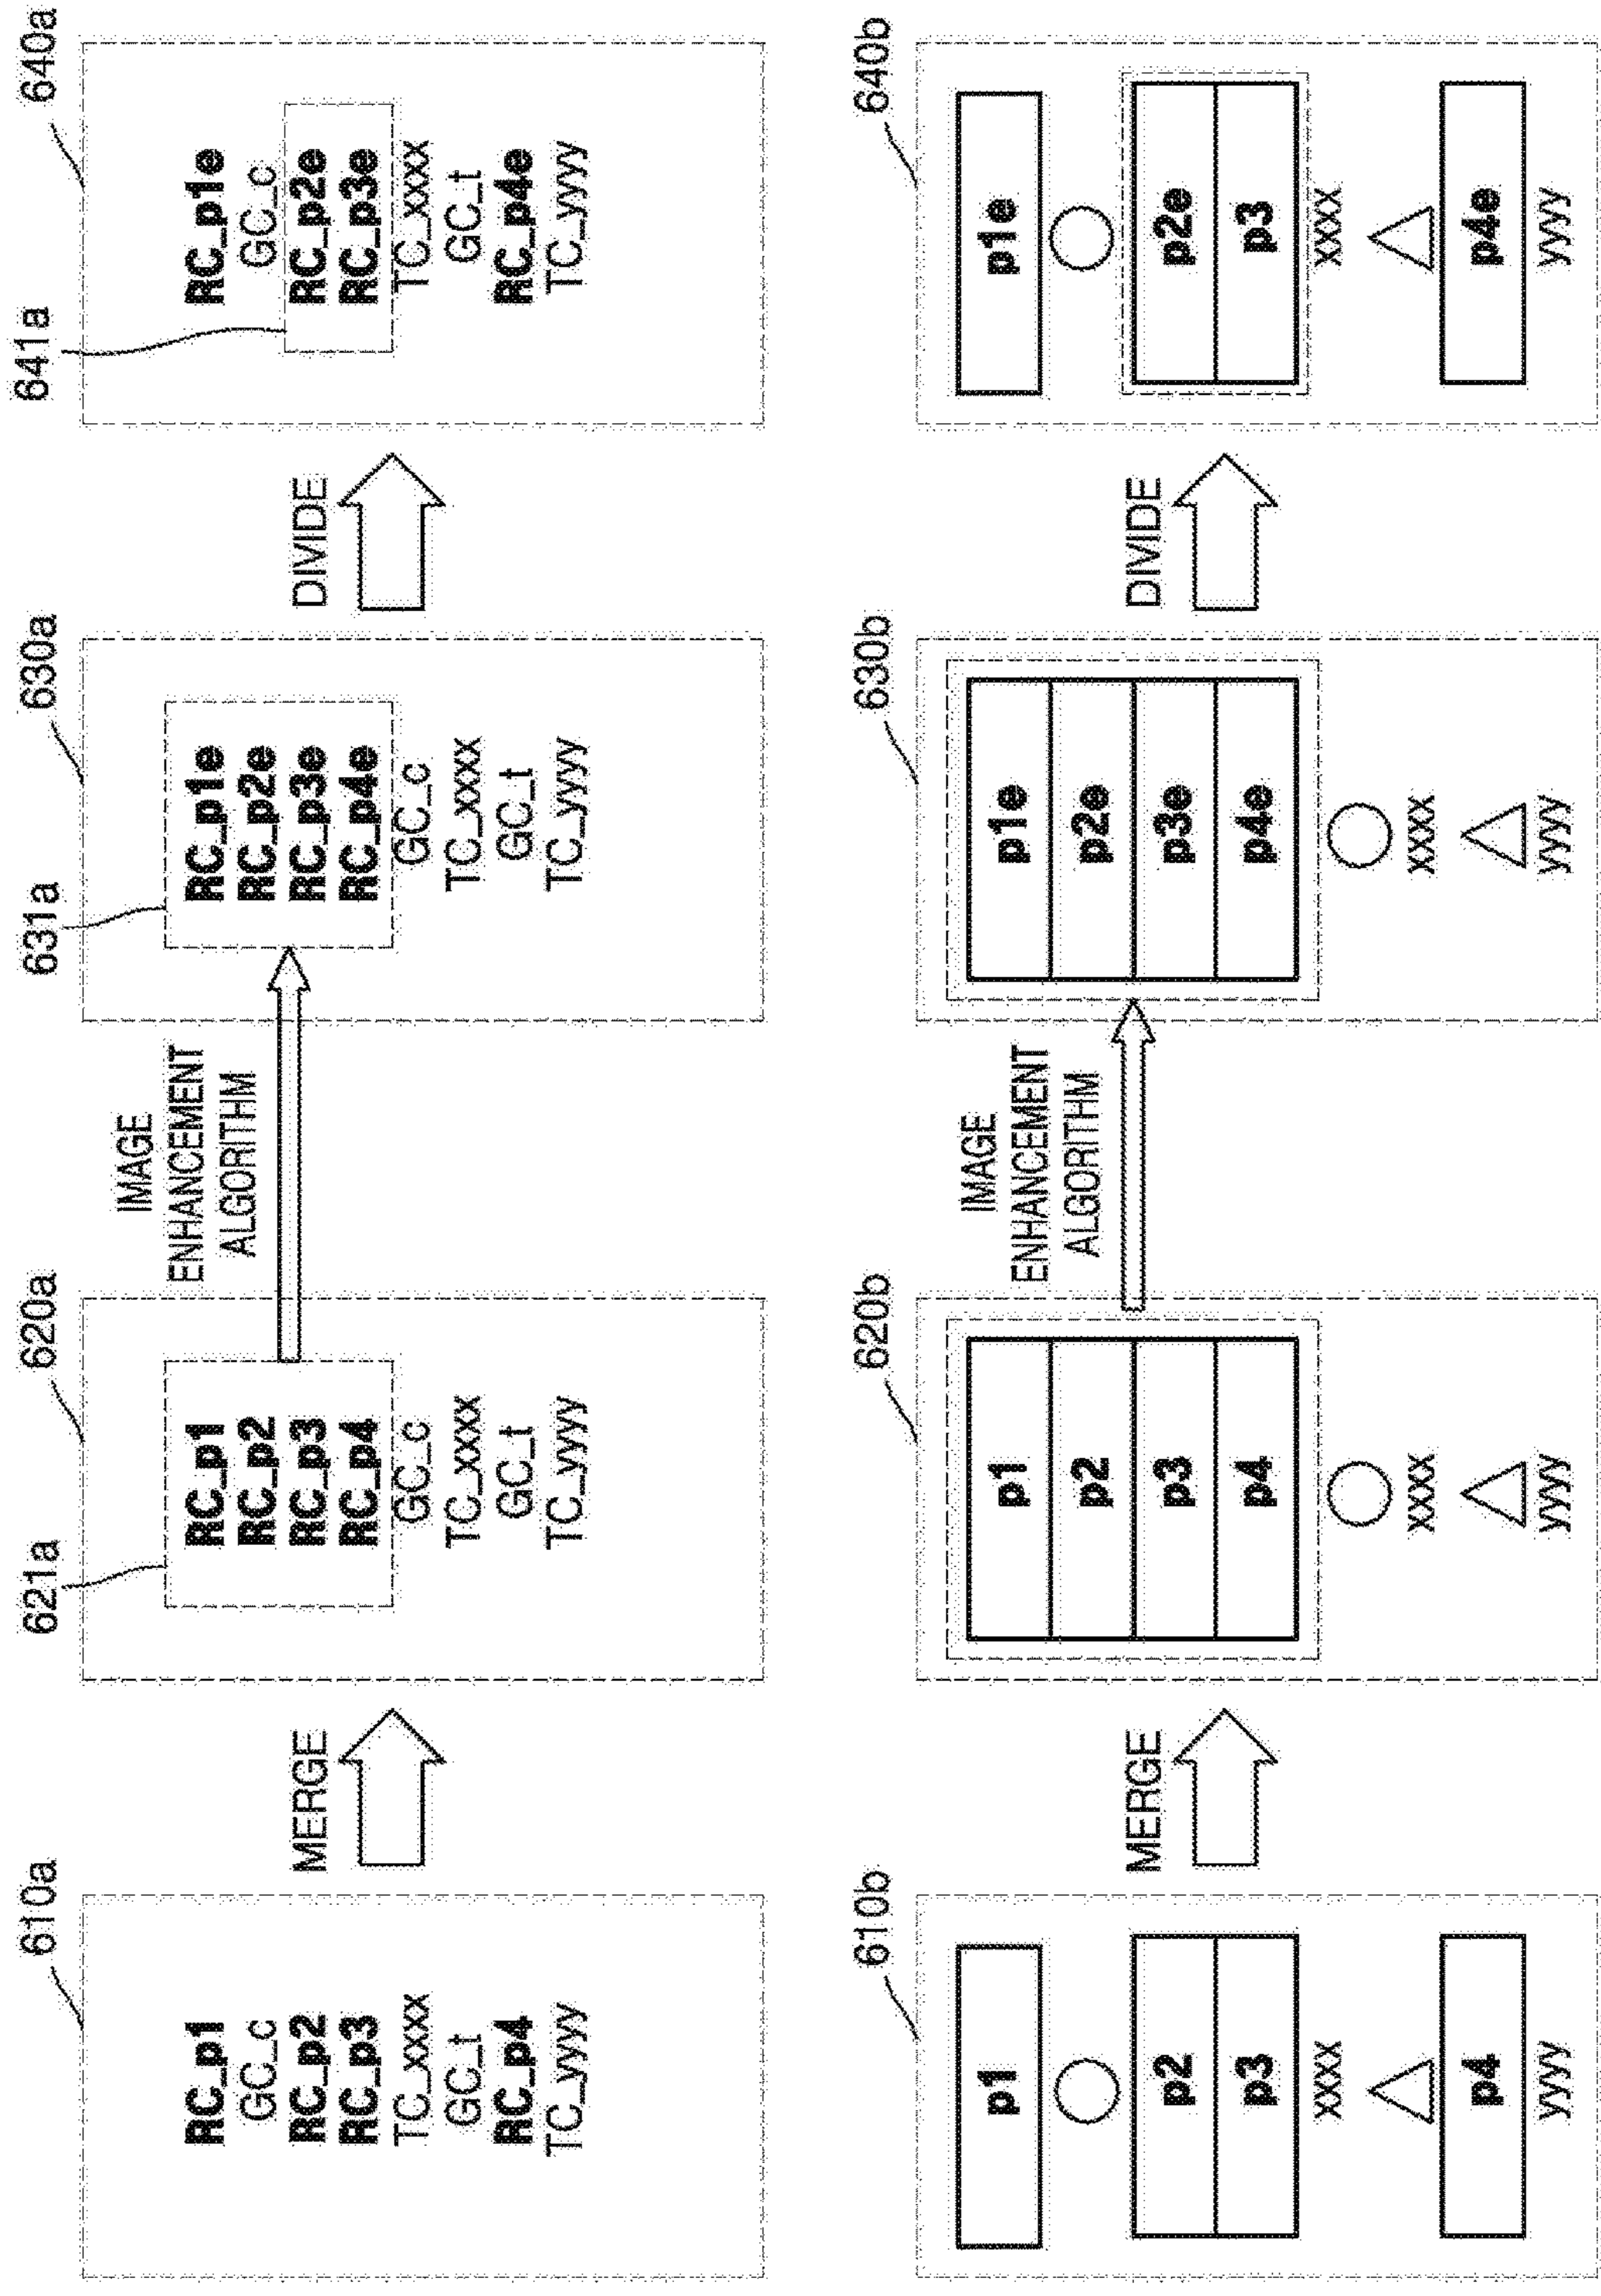 610a
RC_p1
GC_c
RC_p2
RC_p3
TC_xxxx
GC_t
RC_p4
TC_yyyy
MERGE
620a
621a
RC_p1
RC_p2
RC_p3
RC_p4
GC_c
TC_xxxx
GC_t
TC_yyyy
IMAGE
ENHANCEMENT
ALGORITHM
630a
631a
RC_p1e
RC_p2e
RC_p3e
RC_p4e
GC_c
TC_xxxx
GC_t
TC_yyyy
DIVIDE
640a
641a
RC_p1e
GC_c
RC_p2e
RC_p3e
TC_xxxx
GC_t
RC_p4e
TC_yyyy
610b
p1
p2
p3
xxxx
p4
yyyy
MERGE
620b
p1
p2
p3
p4
xxxx
yyyy
IMAGE
ENHANCEMENT
ALGORITHM
630b
p1e
p2e
p3e
p4e
xxxx
yyyy
DIVIDE
640b
p1e
p2e
p3
xxxx
p4e
yyyy